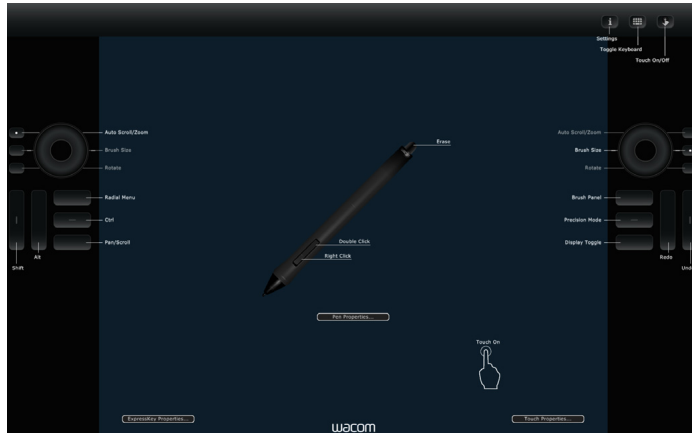 Settings
Toggle Keyboard
Touch On/Off
Auto Scroll/Zoom
Brush Size
Rotate
Radial Menu
Ctrl
Pen/Scroll
Shift
Alt
Erase
Double Click
Right Click
Pen Properties...
Auto Scroll/Zoom
Brush Size
Rotate
Brush Panel
Precision Mode
Display Toggle
Redo
Und
Touch On
ExpressKey Properties...
Touch Properties...
wacom